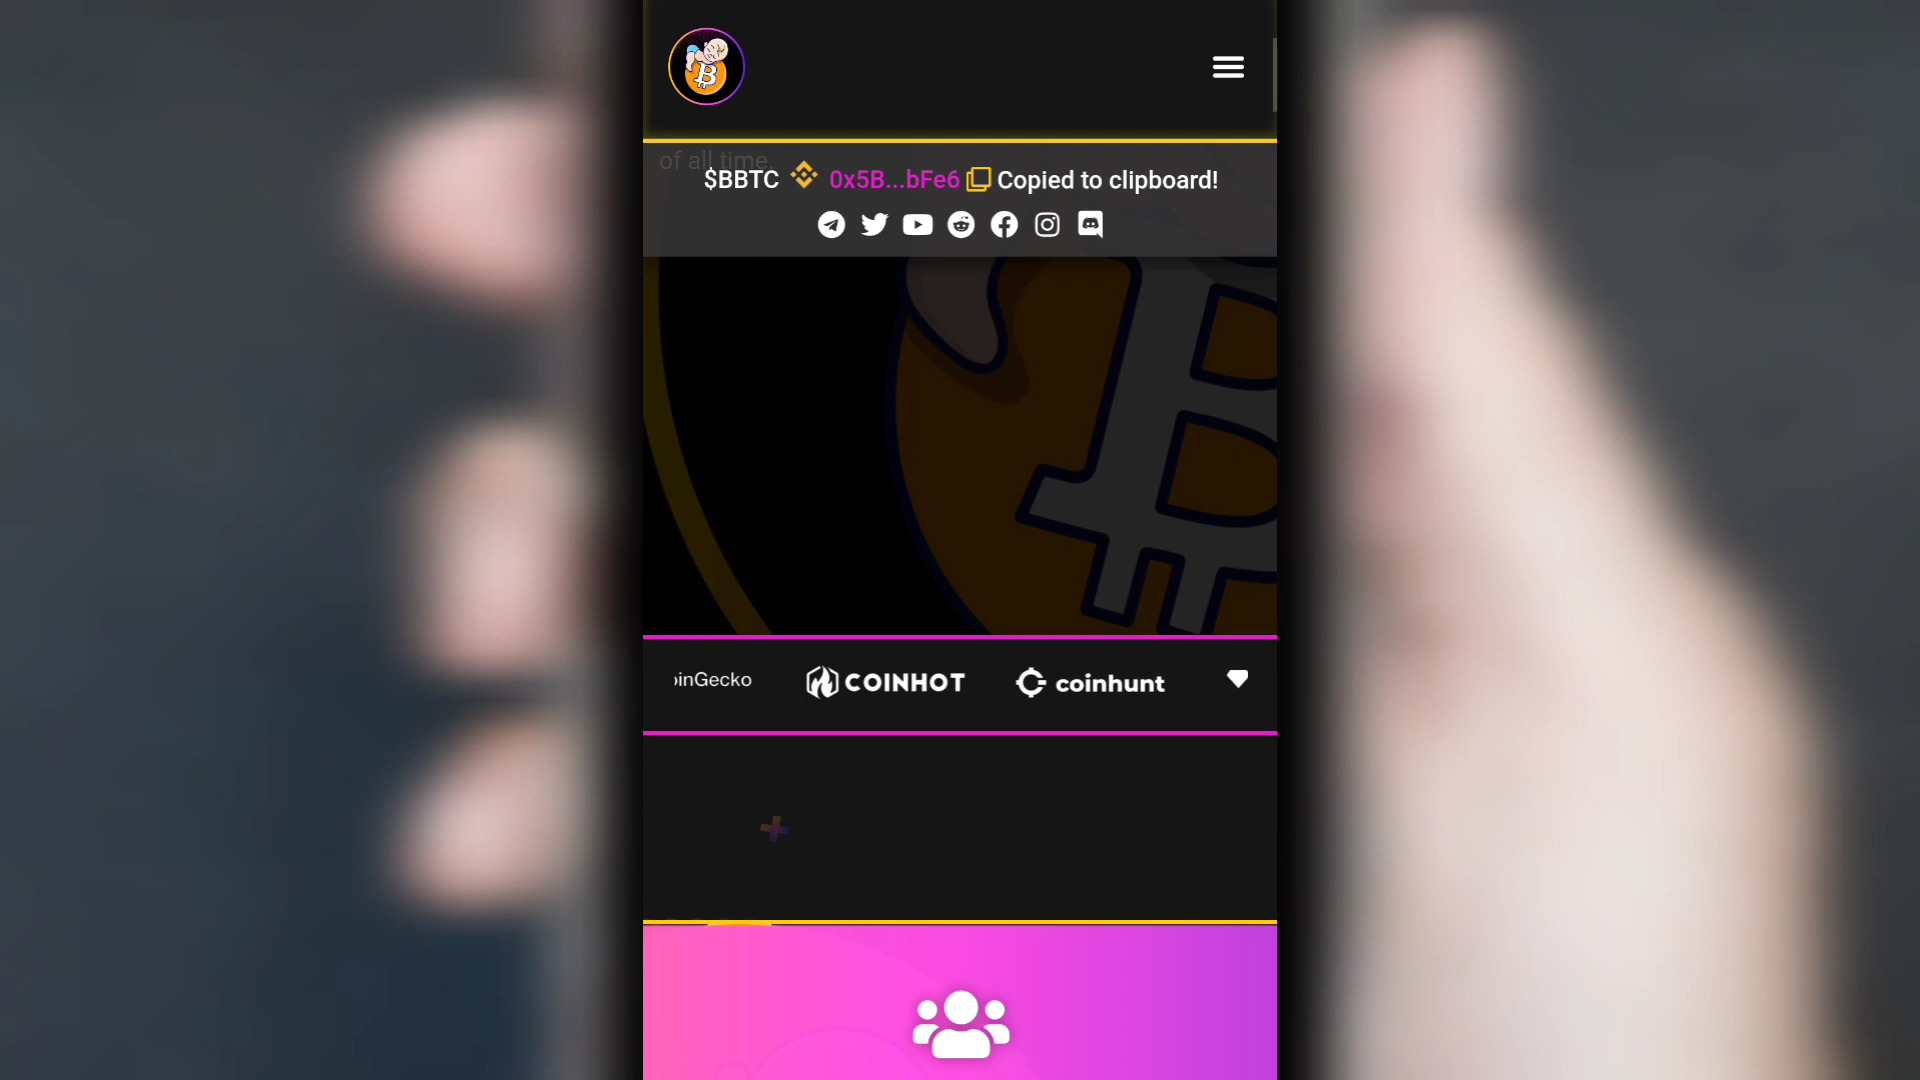 of all time.
$BBTC 0x5B...bFe6 Copied to clipboard!
inGecko COINHOT coinhunt